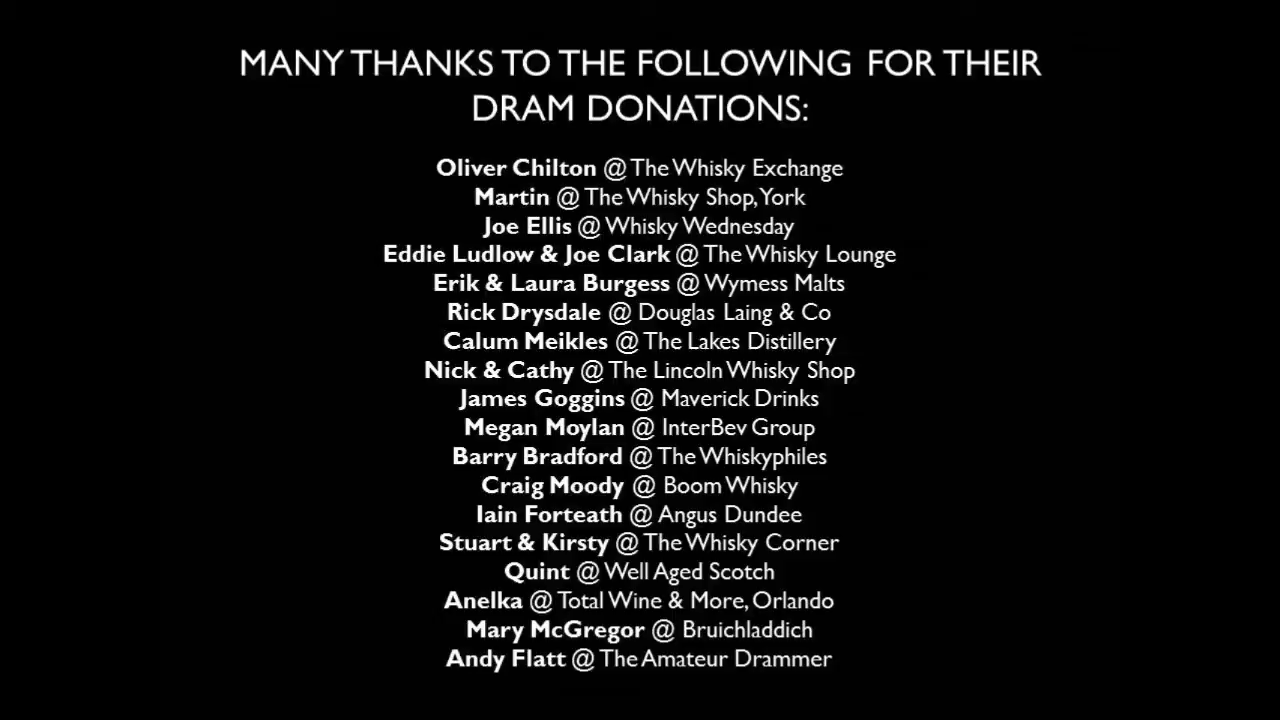 MANY THANKS TO THE FOLLOWING FOR THEIR
DRAM DONATIONS:
Oliver Chilton @ The Whisky Exchange
Martin @ The Whisky Shop, York
Joe Ellis @ Whisky Wednesday
Eddie Ludlow & Joe Clark @ The Whisky Lounge
Erik & Laura Burgess @ Wymess Malts
Rick Drysdale @ Douglas Laing & Co
Calum Meikles @ The Lakes Distillery
Nick & Cathy @ The Lincoln Whisky Shop
James Goggins @ Maverick Drinks
Megan Moylan @ InterBev Group
Barry Bradford @ The Whiskyphiles
Craig Moody @ Boom Whisky
Iain Forteath @ Angus Dundee
Stuart & Kirsty @ The Whisky Corner
Quint @ Well Aged Scotch
Anelka @ Total Wine & More, Orlando
Mary McGregor @ Bruichladdich
Andy Flatt @ The Amateur Drammer